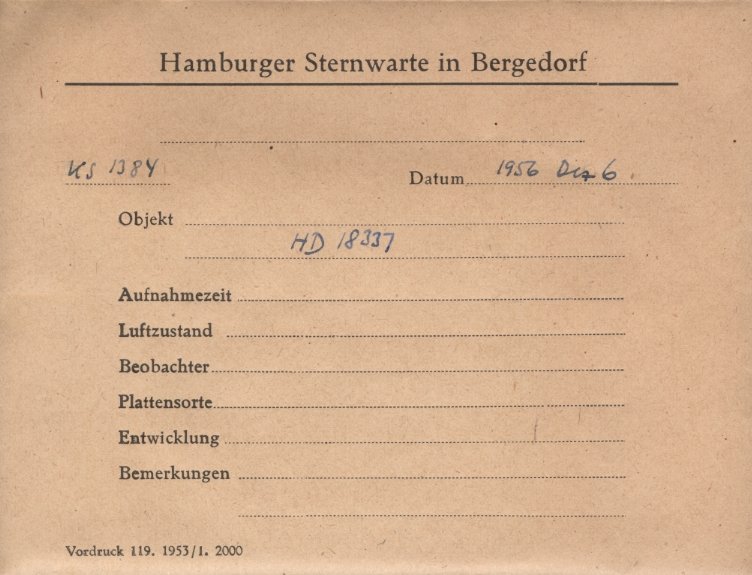 Hamburger Sternwarte in Bergedorf
KS 1384 Datum 1956 Dez 6.
Objekt
HD 18337
Aufnahmezeit
Luftzustand
Beobachter
Plattensorte
Entwicklung
Bemerkungen
Vordruck 119. 1953/1. 2000